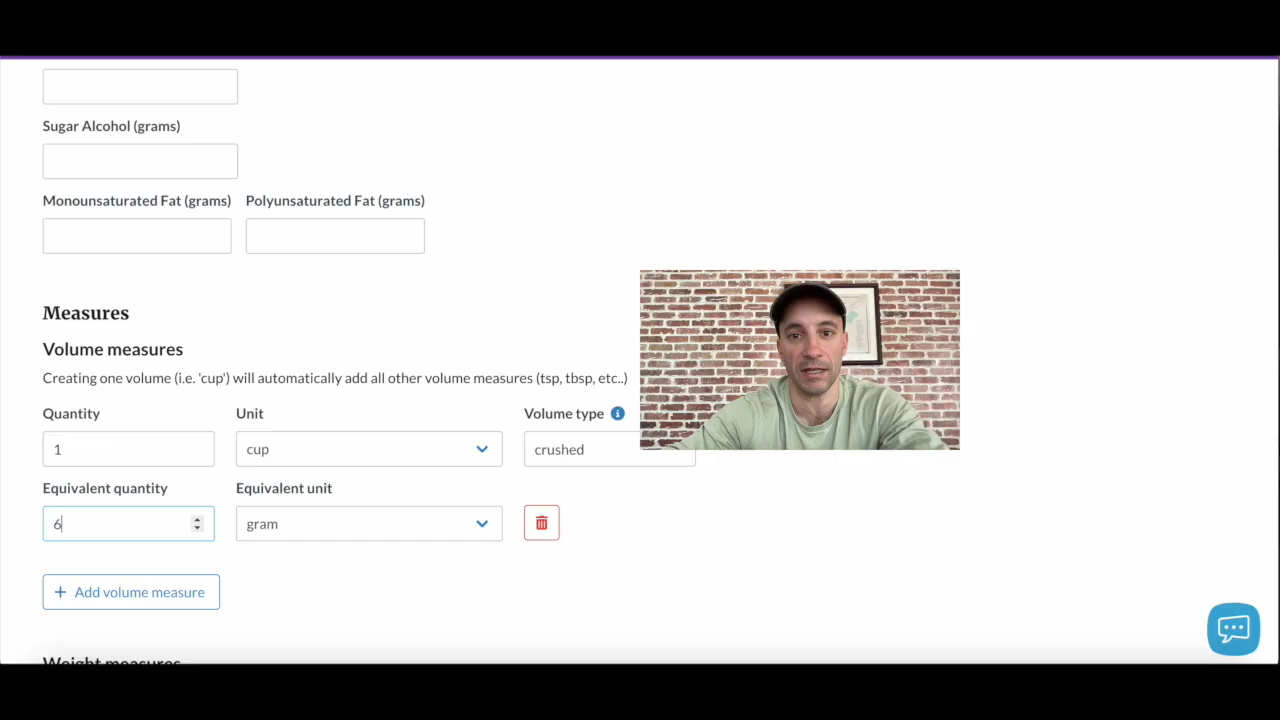 Sugar Alcohol (grams)
Monounsaturated Fat (grams) Polyunsaturated Fat (grams)
Measures
Volume measures
Creating one volume (i.e. 'cup') will automatically add all other volume measures (tsp, tbsp, etc..)
Quantity Unit Volume type
1 cup crushed
Equivalent quantity Equivalent unit
6 gram
+ Add volume measure
Weight measures